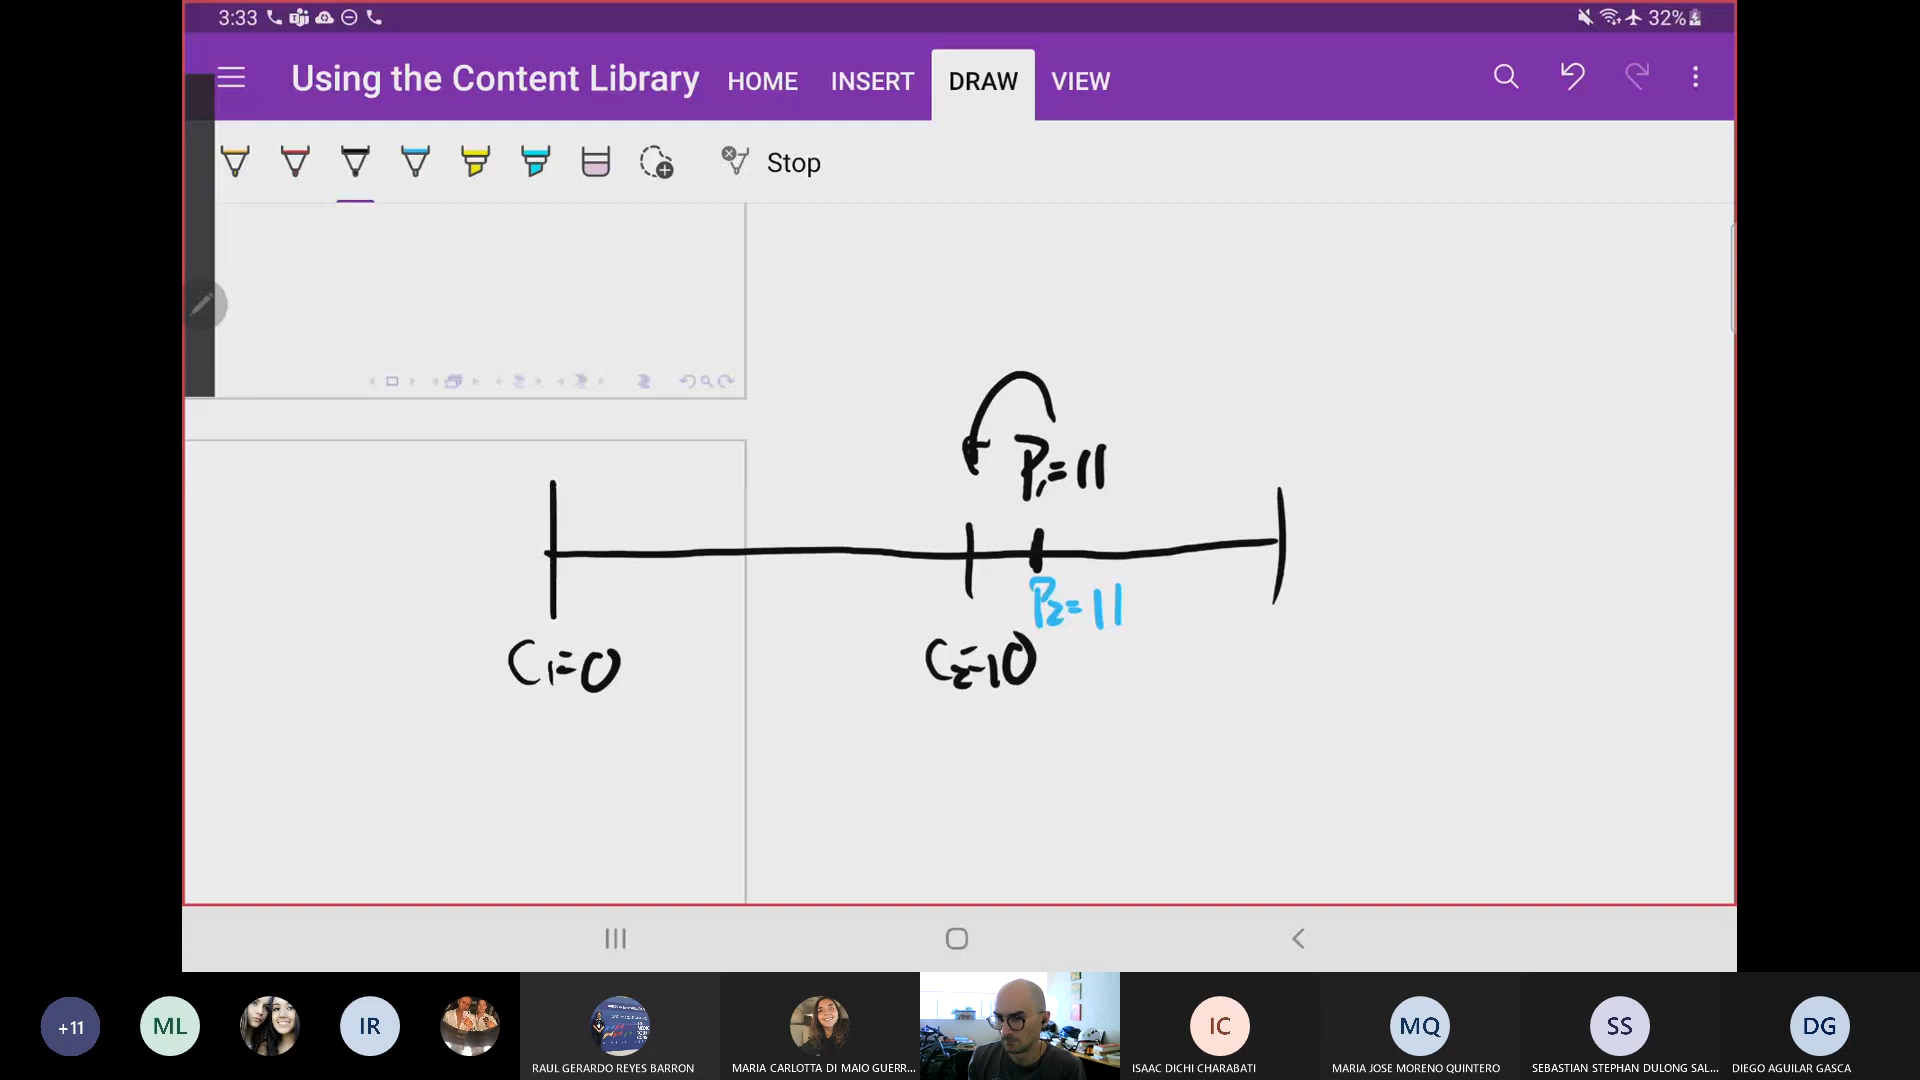 3:33 32%
Using the Content Library HOME INSERT DRAW VIEW
Stop
P₁=11
P₂=11
C₁=0 C₂=10
+11 ML IR IC MQ SS DG
RAUL GERARDO REYES BARRON MARIA CARLOTTA DI MAIO GUERR... ISAAC DICHI CHARABATI MARIA JOSE MORENO QUINTERO SEBASTIAN STEPHAN DULONG SAL... DIEGO AGUILAR GASCA